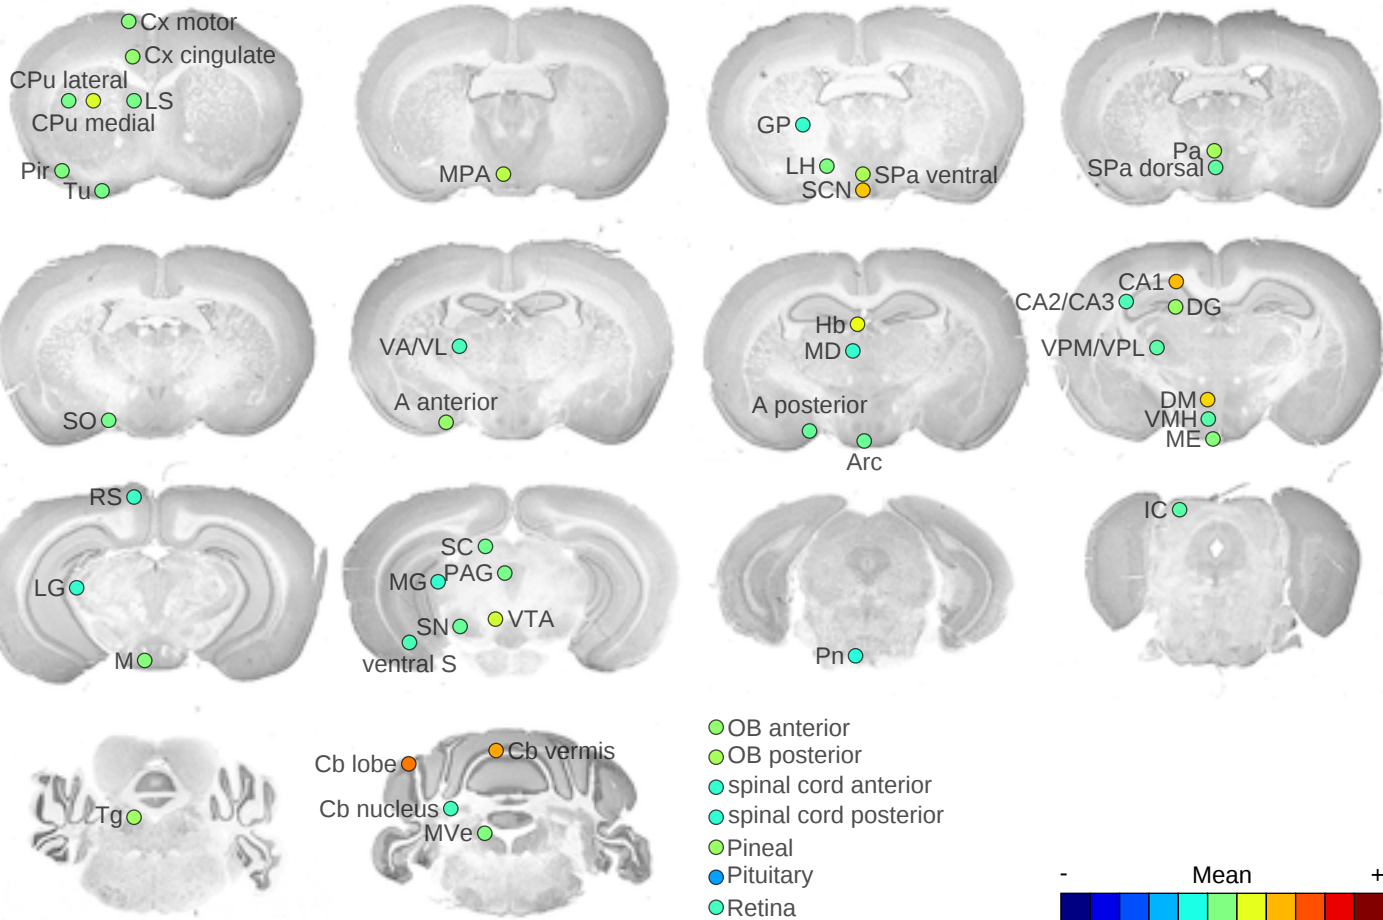 Cx motor
Cx cingulate
CPu lateral
LS
CPu medial
Pir
Tu
MPA
GP
LH
SPa ventral
SCN
Pa
SPa dorsal
SO
VA/VL
A anterior
Hb
MD
A posterior
Arc
CA1
CA2/CA3
DG
VPM/VPL
DM
VMH
ME
RS
LG
M
SC
MG
PAG
SN
VTA
ventral S
Pn
IC
Tg
Cb lobe
Cb vermis
Cb nucleus
MVe
OB anterior
OB posterior
spinal cord anterior
spinal cord posterior
Pineal
Pituitary
Retina
- Mean +